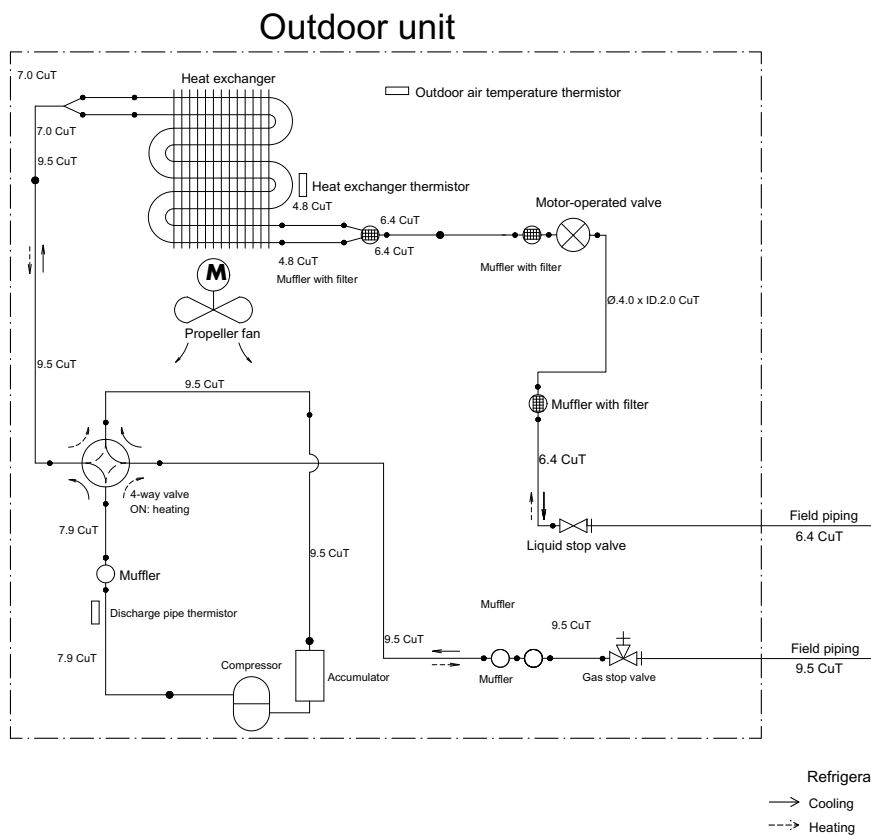 Outdoor unit
7.0 CuT
Heat exchanger
Outdoor air temperature thermistor
7.0 CuT
9.5 CuT
Heat exchanger thermistor
4.8 CuT
Motor-operated valve
6.4 CuT
6.4 CuT
4.8 CuT
Muffler with filter
Muffler with filter
M
Ø.4.0 x ID.2.0 CuT
Propeller fan
9.5 CuT
9.5 CuT
Muffler with filter
6.4 CuT
4-way valve
ON: heating
7.9 CuT
Field piping
6.4 CuT
Liquid stop valve
9.5 CuT
Muffler
Discharge pipe thermistor
Muffler
9.5 CuT
9.5 CuT
Field piping
9.5 CuT
7.9 CuT
Compressor
Accumulator
Muffler
Gas stop valve
Refrigera
Cooling
Heating